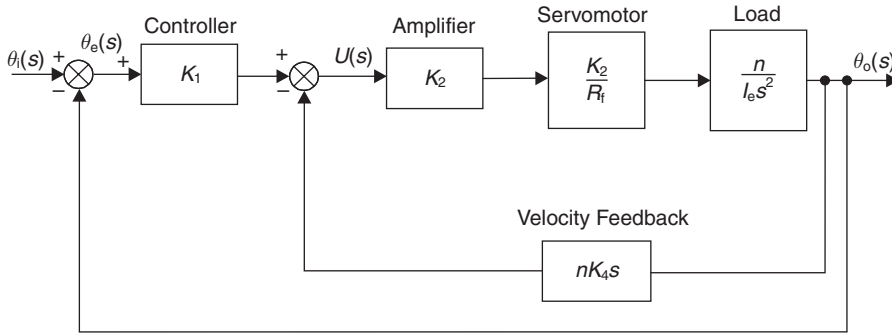 Controller
Amplifier
Servomotor
Load
θi(s)
+
−
θe(s)
+
K1
+
−
U(s)
K2
K2
Rf
n
Ies²
θo(s)
Velocity Feedback
nK4s